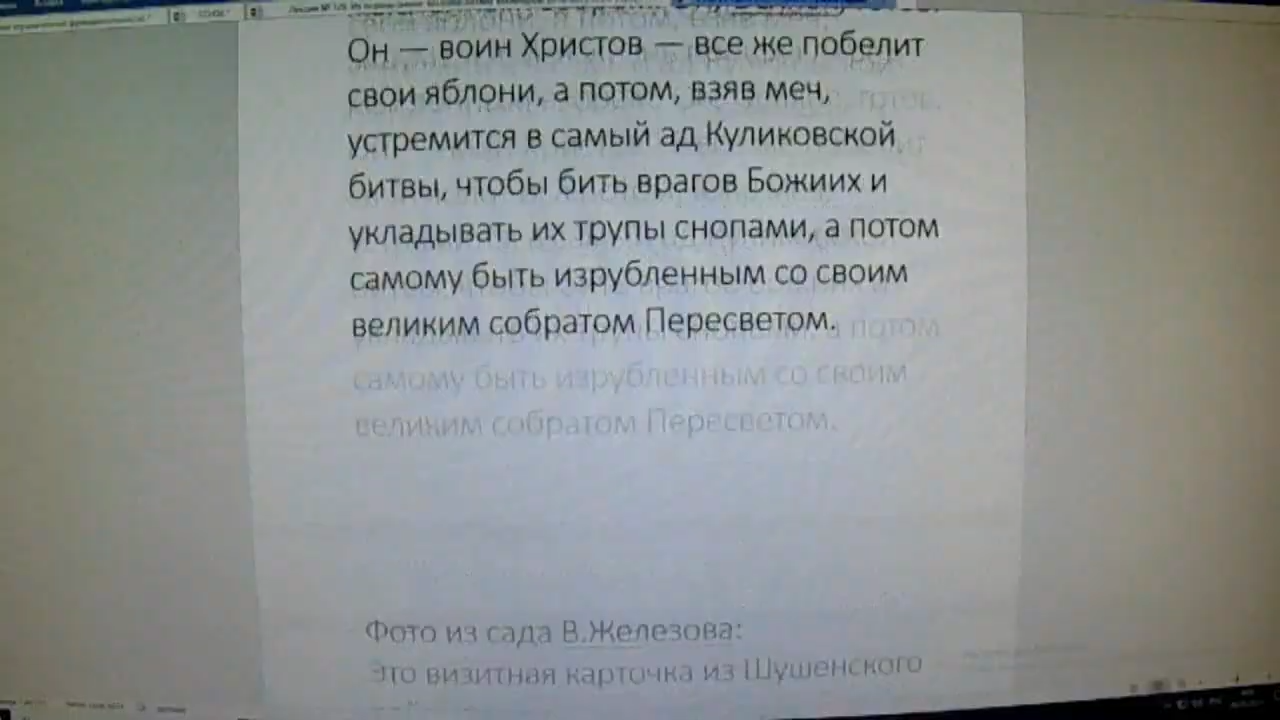 Он — воин Христов — все же побелит
свои яблони, а потом, взяв меч,
устремится в самый ад Куликовской
битвы, чтобы бить врагов Божиих и
укладывать их трупы снопами, а потом
самому быть изрубленным со своим
великим собратом Пересветом.
самому быть изрубленным со своим
великим собратом Пересветом.
Фото из сада В.Железова:
Это визитная карточка из Шушенского